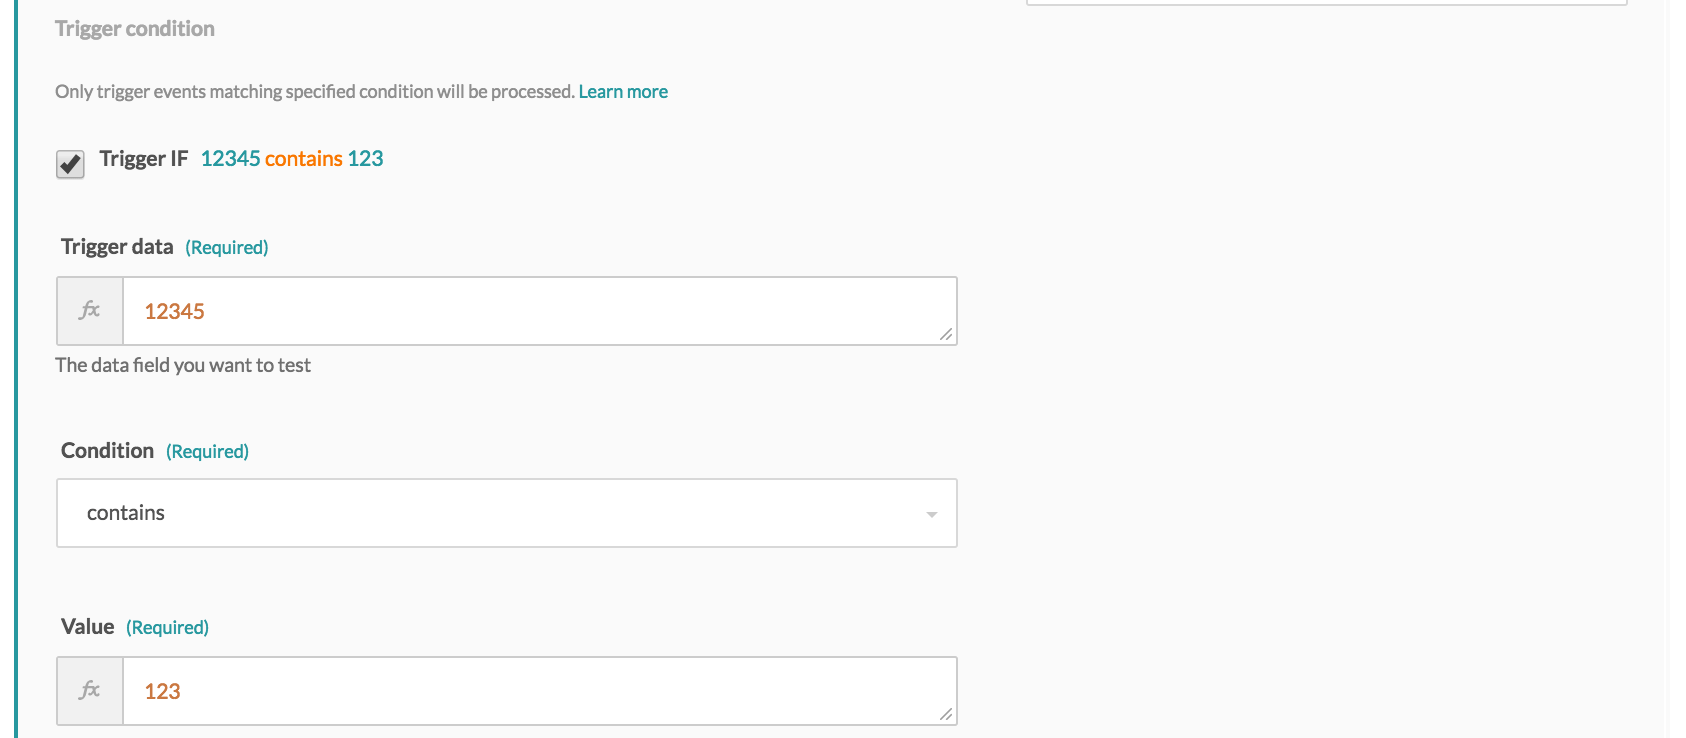 Trigger condition
Only trigger events matching specified condition will be processed. Learn more
Trigger IF 12345 contains 123
Trigger data (Required)
fx 12345
The data field you want to test
Condition (Required)
contains
Value (Required)
fx 123